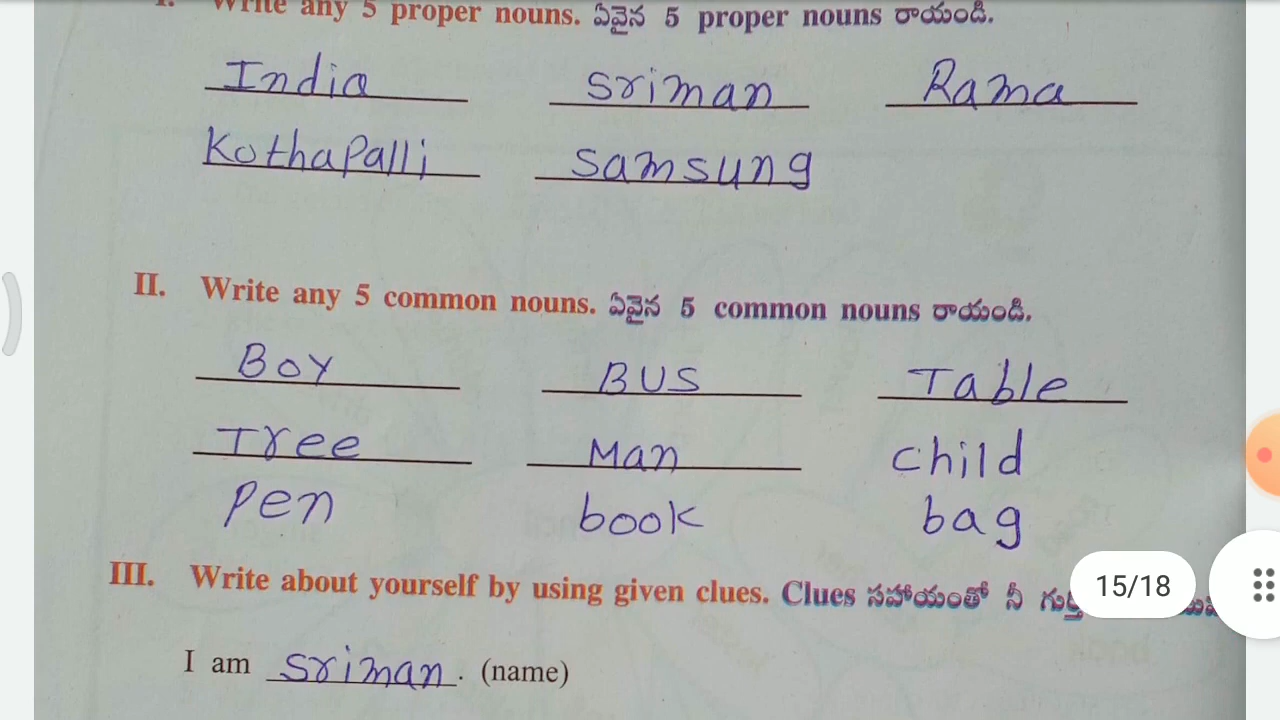 I. Write any 5 proper nouns. ఏవైన 5 proper nouns రాయండి.
India Sriman Rama
Kothapalli Samsung
II. Write any 5 common nouns. ఏవైన 5 common nouns రాయండి.
Boy BUS Table
Tree Man child
Pen book bag
III. Write about yourself by using given clues. Clues సహాయంతో నీ
15/18
I am Sriman. (name)